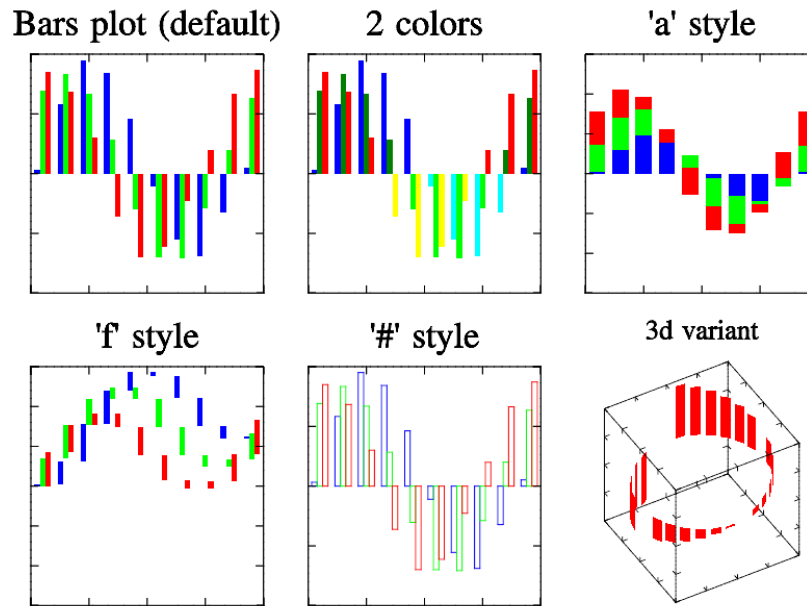 Bars plot (default)
2 colors
'a' style
'f' style
'#' style
3d variant